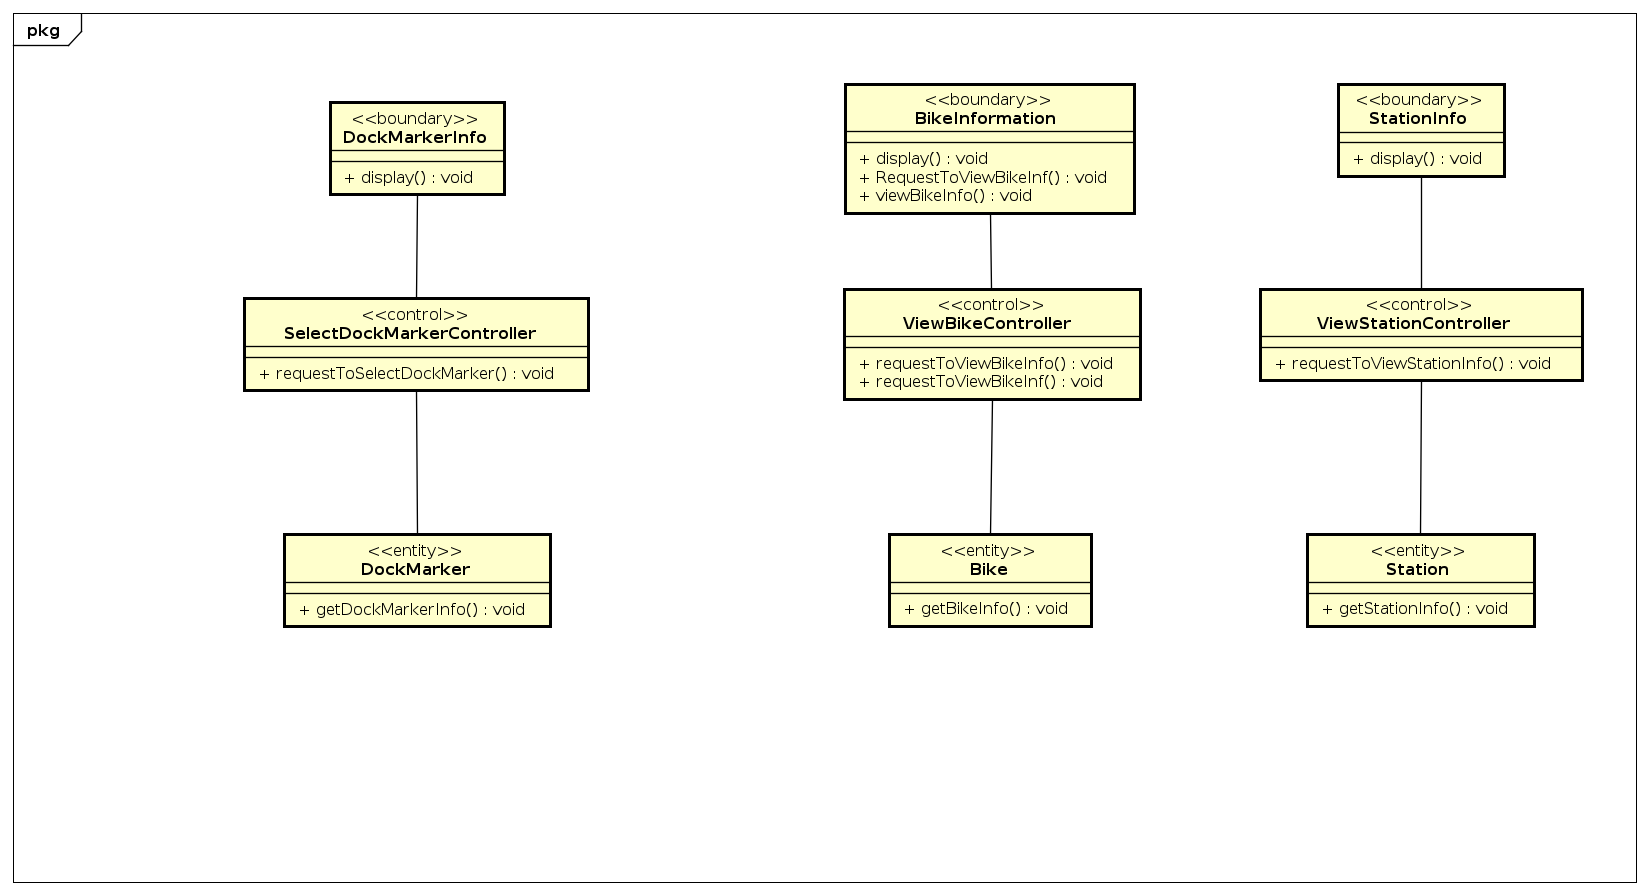 pkg
<<boundary>>
DockMarkerInfo
+ display() : void
<<control>>
SelectDockMarkerController
+ requestToSelectDockMarker() : void
<<entity>>
DockMarker
+ getDockMarkerInfo() : void
<<boundary>>
BikeInformation
+ display() : void
+ RequestToViewBikeInf() : void
+ viewBikeInfo() : void
<<control>>
ViewBikeController
+ requestToViewBikeInfo() : void
+ requestToViewBikeInf() : void
<<entity>>
Bike
+ getBikeInfo() : void
<<boundary>>
StationInfo
+ display() : void
<<control>>
ViewStationController
+ requestToViewStationInfo() : void
<<entity>>
Station
+ getStationInfo() : void